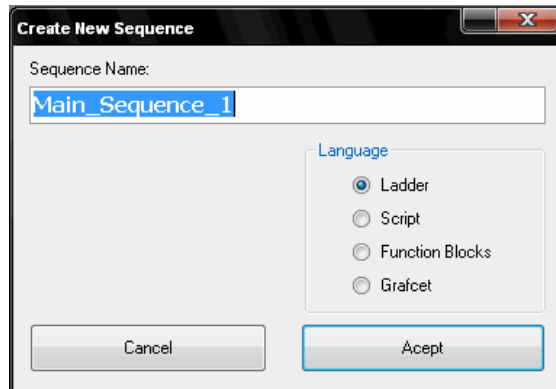 Create New Sequence
Sequence Name:
Main_Sequence_1
Language
Ladder
Script
Function Blocks
Grafcet
Cancel
Acept